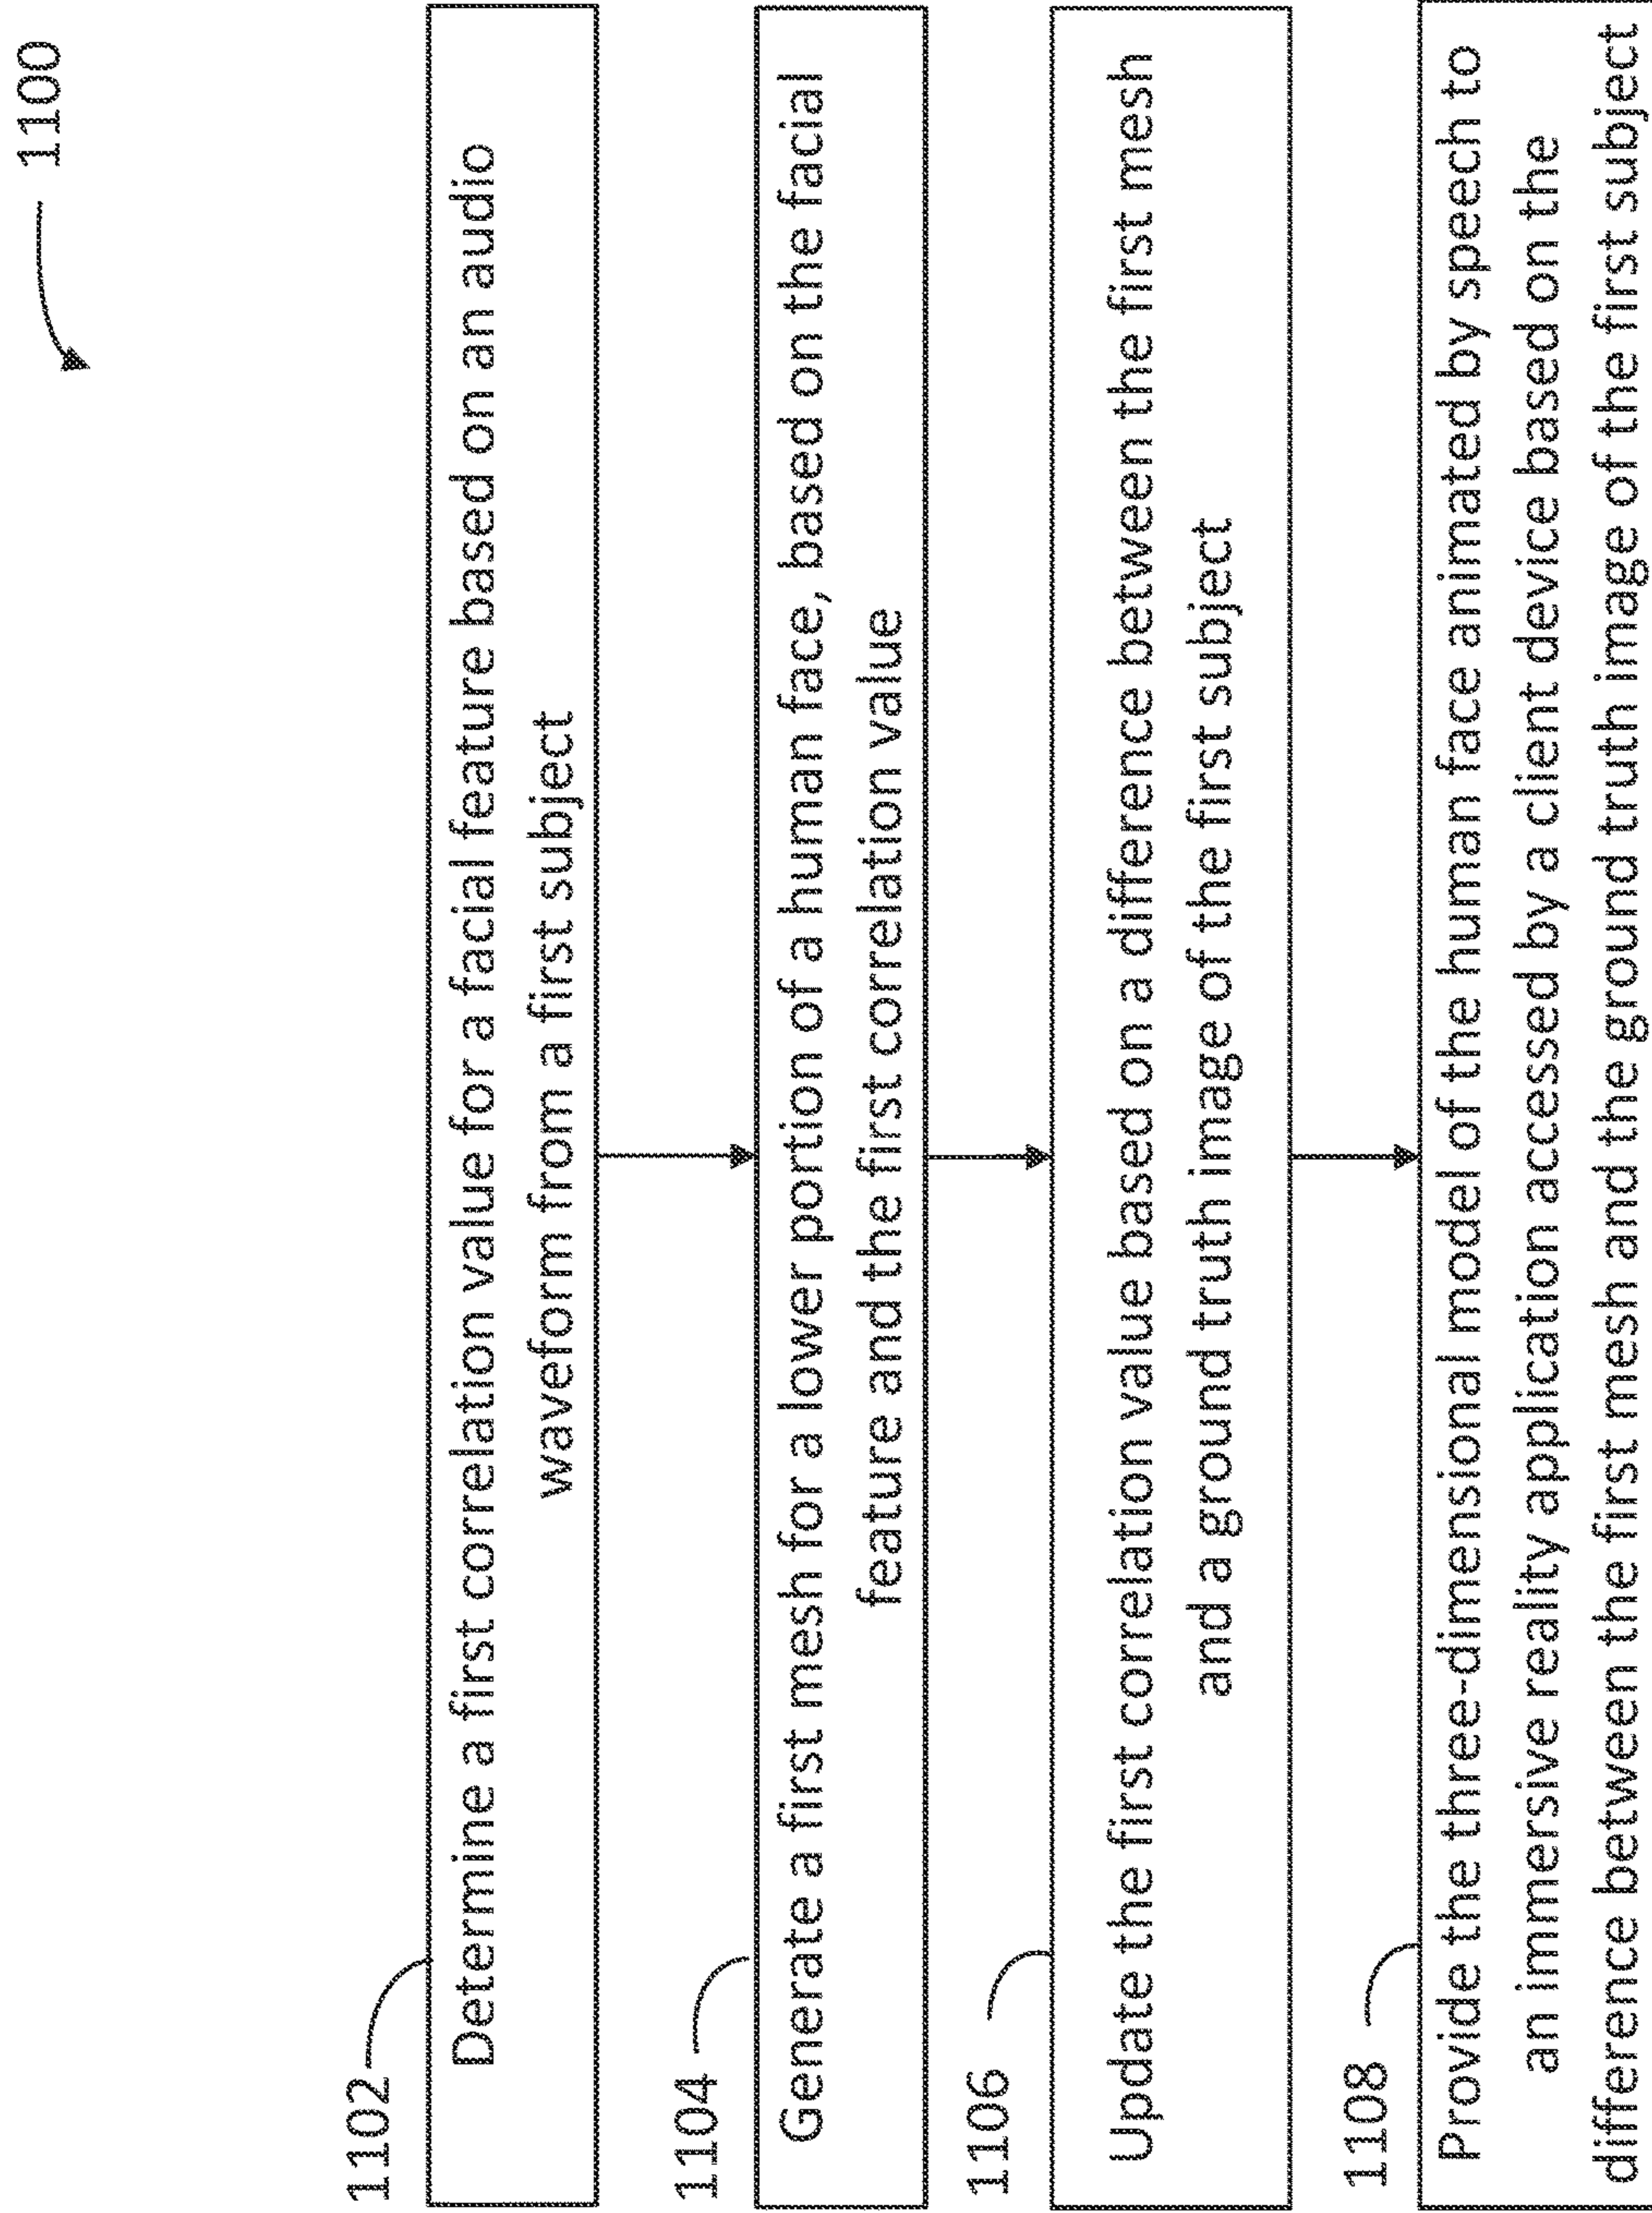 1100
1102
Determine a first correlation value for a facial feature based on an audio
waveform from a first subject
1104
Generate a first mesh for a lower portion of a human face, based on the facial
feature and the first correlation value
1106
Update the first correlation value based on a difference between the first mesh
and a ground truth image of the first subject
1108
Provide the three-dimensional model of the human face animated by speech to
an immersive reality application accessed by a client device based on the
difference between the first mesh and the ground truth image of the first subject